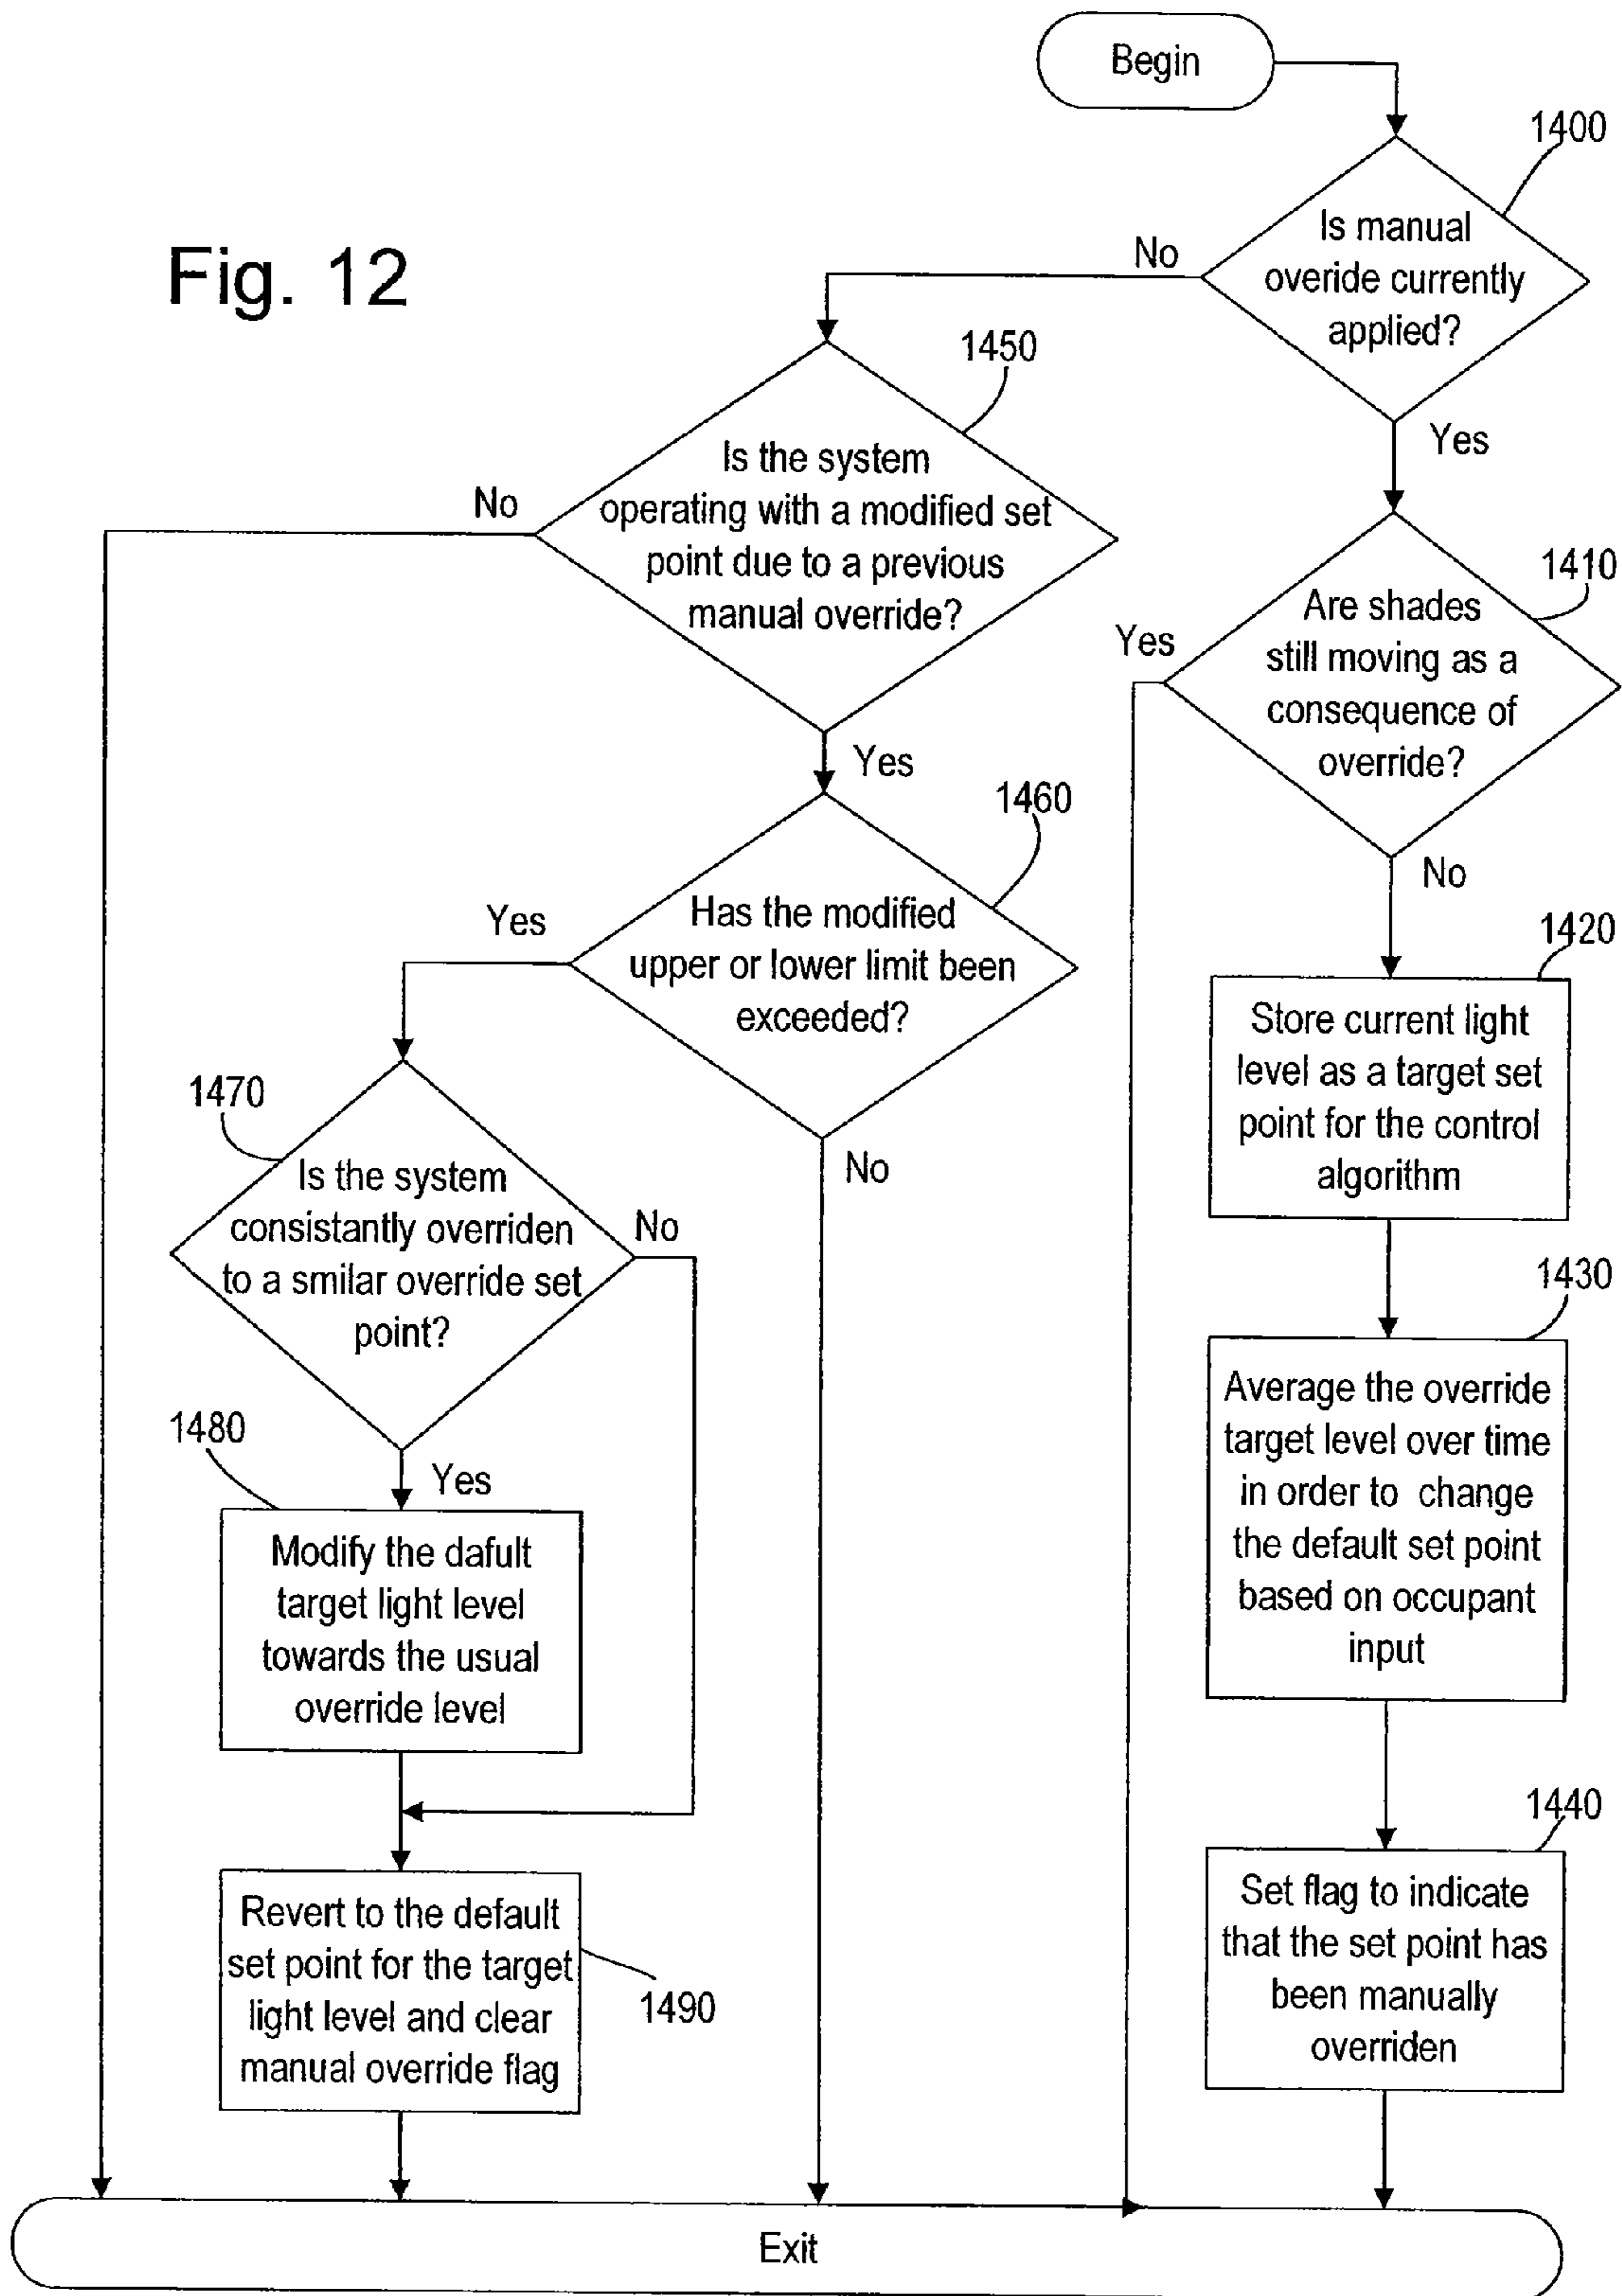 Begin
1400
Fig. 12
Is manual
overide currently
applied?
No
Yes
1450
Is the system
operating with a modified set
point due to a previous
manual override?
No
Yes
1410
Are shades
still moving as a
consequence of
override?
Yes
No
1460
Has the modified
upper or lower limit been
exceeded?
Yes
No
1420
Store current light
level as a target set
point for the control
algorithm
1470
Is the system
consistantly overriden
to a smilar override set
point?
No
Yes
1430
Average the override
target level over time
in order to change
the default set point
based on occupant
input
1480
Modify the dafult
target light level
towards the usual
override level
1440
Set flag to indicate
that the set point has
been manually
overriden
Revert to the default
set point for the target
light level and clear
manual override flag
1490
Exit